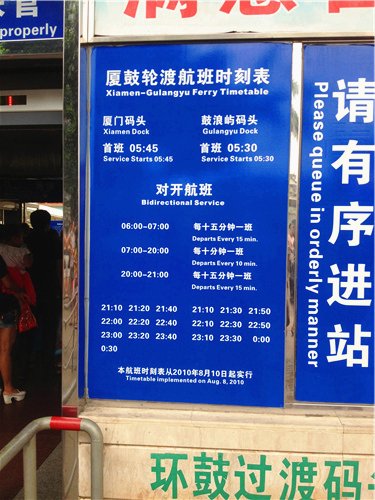 properly
厦鼓轮渡航班时刻表
Xiamen-Gulangyu Ferry Timetable
厦门码头
Xiamen Dock
鼓浪屿码头
Gulangyu Dock
首班 05:45
Service Starts 05:45
首班 05:30
Service Starts 05:30
对开航班
Bidirectional Service
06:00-07:00 每十五分钟一班
Departs Every 15 min.
07:00-20:00 每十分钟一班
Departs Every 10 min.
20:00-21:00 每十五分钟一班
Departs Every 15 min.
21:10 21:20 21:40 21:10 21:30 21:50
22:00 22:20 22:40 22:10 22:30 22:50
23:00 23:20 23:40 23:10 23:30 0:00
0:30
本航班时刻表从2010年8月10日起实行
Timetable implemented on Aug. 8, 2010
请有序进站
Please queue in orderly manner
环鼓过渡码